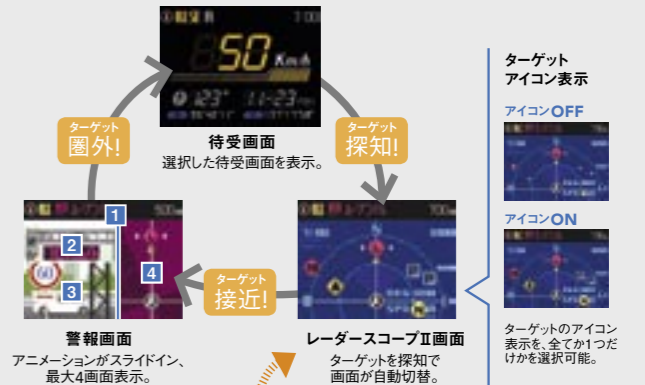 50 Km/h
待受画面
選択した待受画面を表示。
ターゲット
圏外!
ターゲット
探知!
ターゲット
接近!
1
2
3
4
60
警報画面
アニメーションがスライドイン、
最大4画面表示。
レーダースコープⅡ画面
ターゲットを探知で
画面が自動切替。
ターゲット
アイコン表示
アイコンOFF
アイコンON
ターゲットのアイコン
表示を、全てか1つだ
けかを選択可能。